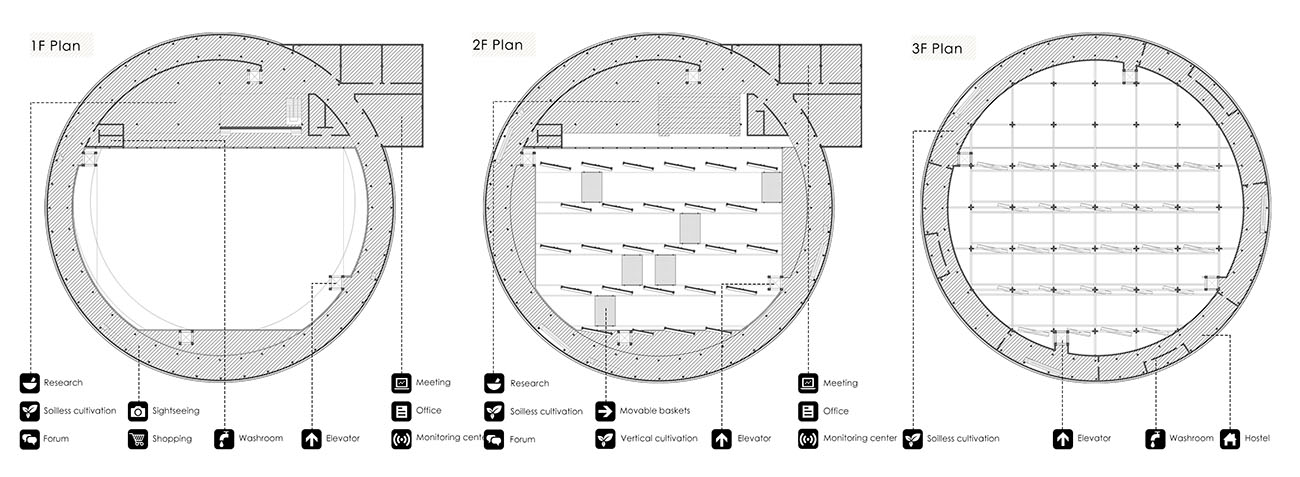 1F Plan
2F Plan
3F Plan
Research
Soilless cultivation
Forum
Sightseeing
Shopping
Washroom
Elevator
Meeting
Office
Monitoring cent
Research
Soilless cultivation
Forum
Movable baskets
Vertical cultivation
Elevator
Meeting
Office
Monitoring center
Soilless cultivation
Elevator
Washroom
Hostel